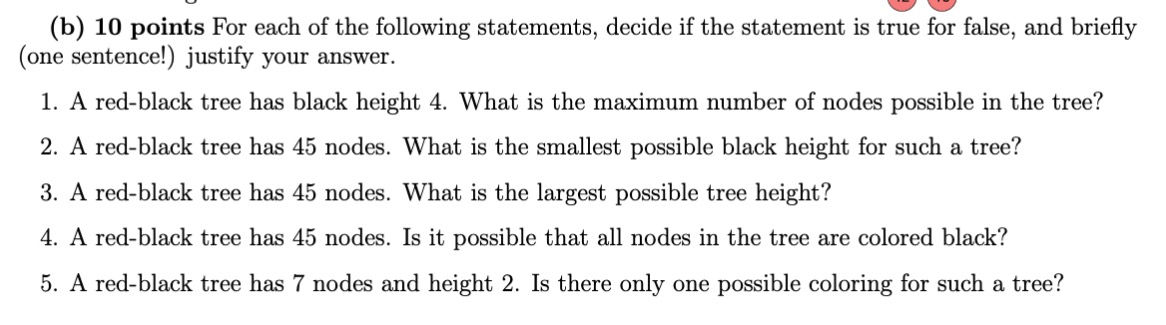 (b) 10 points For each of the following statements, decide if the statement is true for false, and briefly
(one sentence!) justify your answer.
1. A red-black tree has black height 4. What is the maximum number of nodes possible in the tree?
2. A red-black tree has 45 nodes. What is the smallest possible black height for such a tree?
3. A red-black tree has 45 nodes. What is the largest possible tree height?
4. A red-black tree has 45 nodes. Is it possible that all nodes in the tree are colored black?
5. A red-black tree has 7 nodes and height 2. Is there only one possible coloring for such a tree?